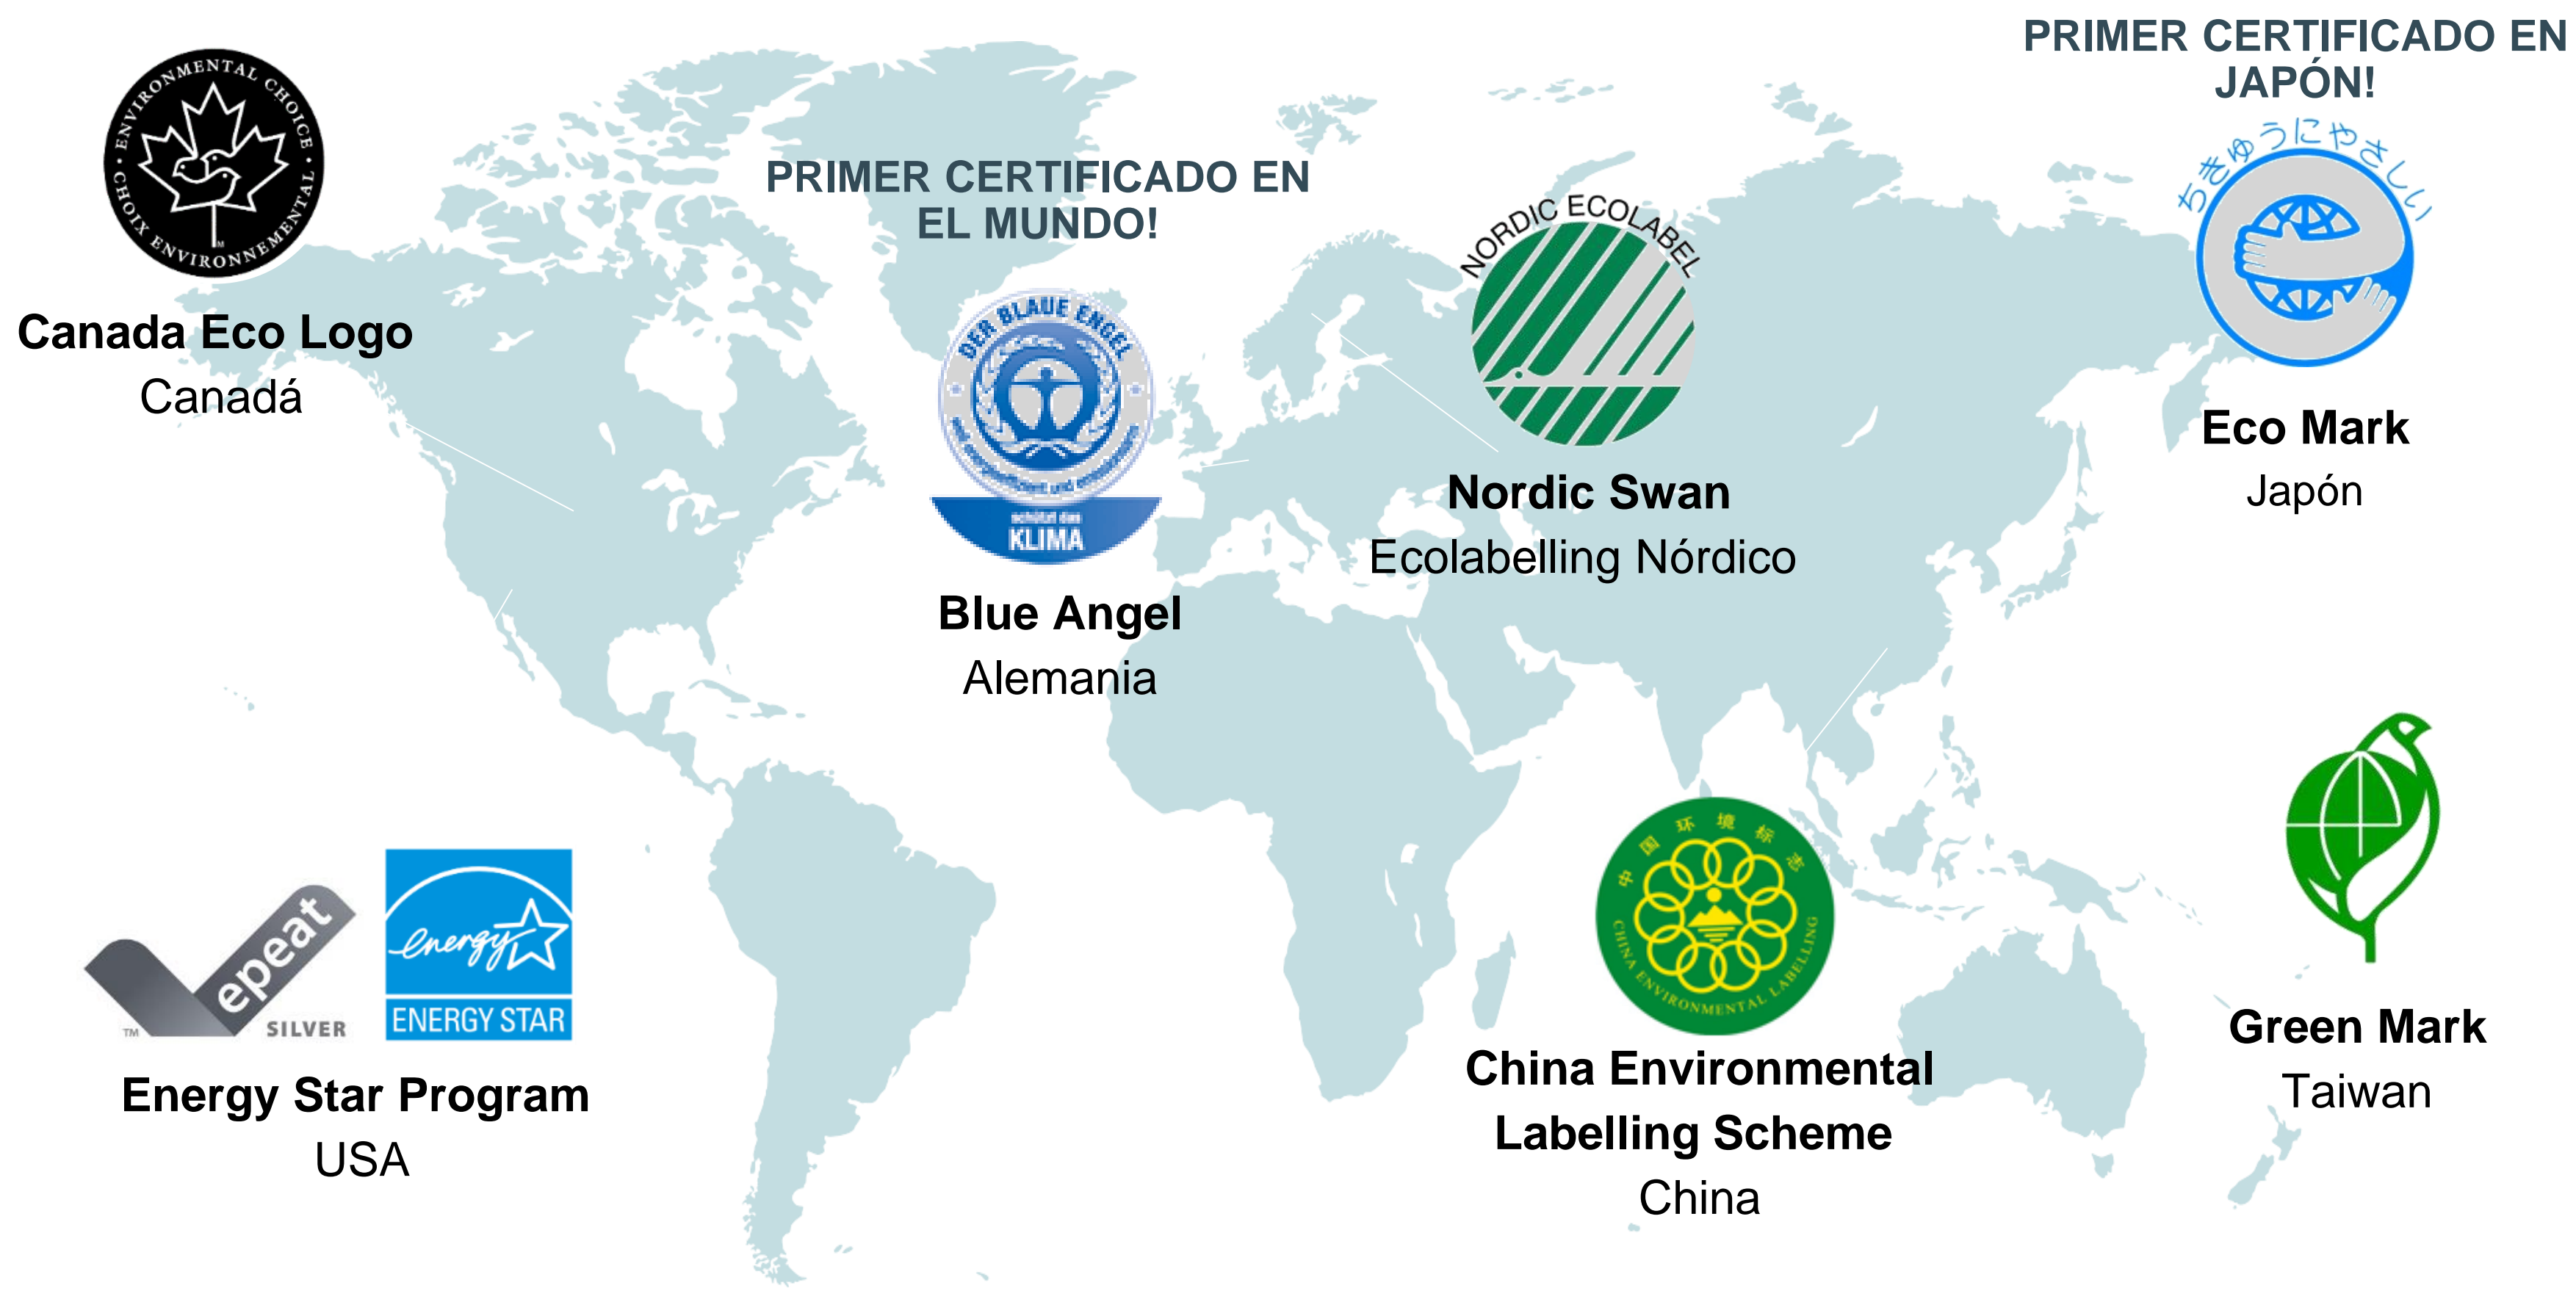 PRIMER CERTIFICADO EN
JAPÓN!
ENVIRONMENTAL CHOICE
CHOIX ENVIRONNEMENTAL
Canada Eco Logo
Canadá
PRIMER CERTIFICADO EN
EL MUNDO!
DER BLAUE ENGEL
schützt das
KLIMA
Blue Angel
Alemania
NORDIC ECOLABEL
Nordic Swan
Ecolabelling Nórdico
ちきゅうにやさしい
Eco Mark
Japón
epeat
TM
SILVER
energy
ENERGY STAR
Energy Star Program
USA
中国环境标志
CHINA ENVIRONMENTAL LABELLING
China Environmental
Labelling Scheme
China
Green Mark
Taiwan